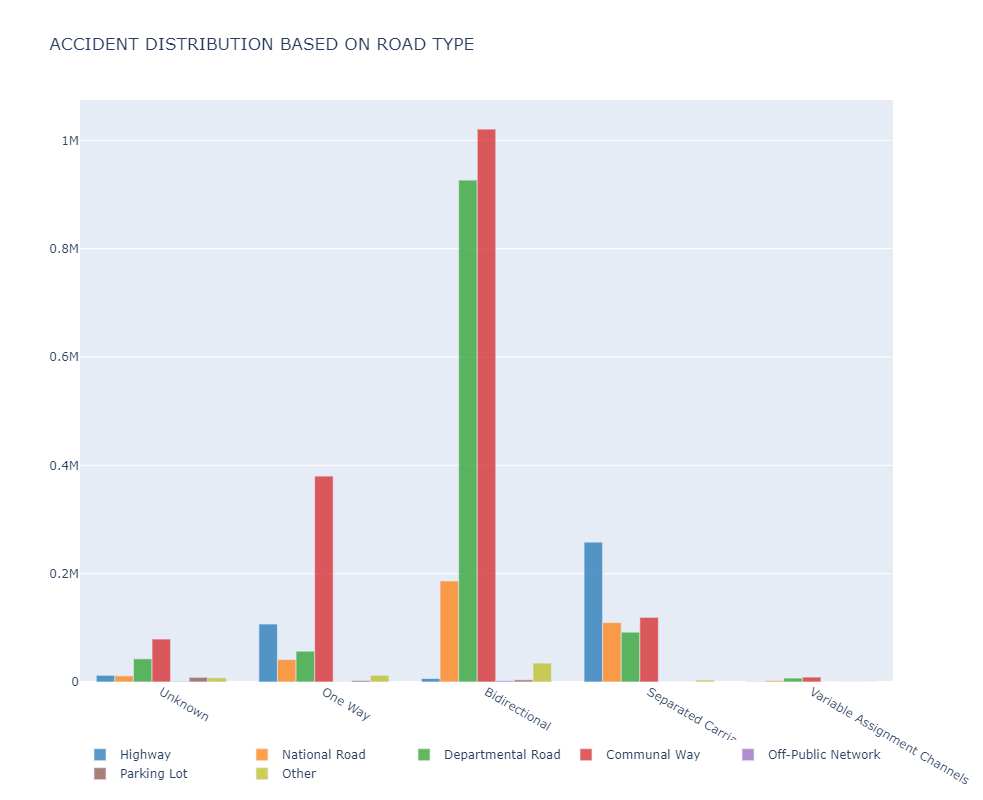 ACCIDENT DISTRIBUTION BASED ON ROAD TYPE
1M
0.8M
0.6M
0.4M
0.2M
0
Unknown
One Way
Bidirectional
Separated
Variable Assignment Channels
Highway
National Road
Departmental Road
Communal Way
Off-Public Network
Parking Lot
Other